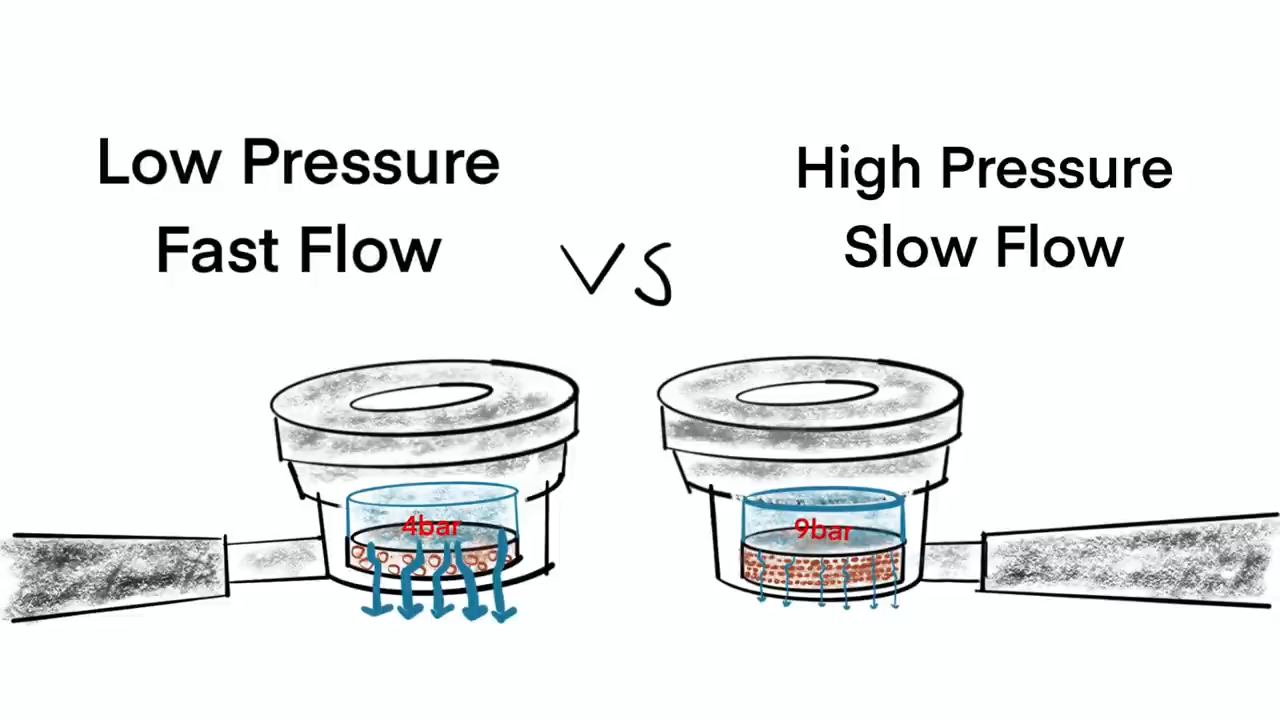 Low Pressure
Fast Flow
vs
High Pressure
Slow Flow
4bar
9bar